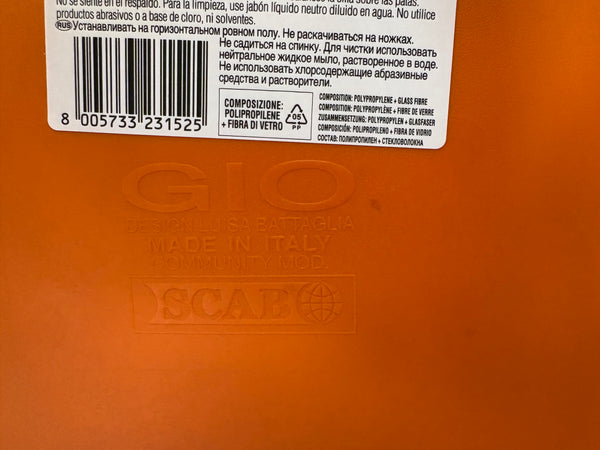 No se siente en el respaldo. Para la limpieza, use jabón líquido neutro diluido en agua. No utilice
productos abrasivos o a base de cloro, ni solventes.
RUS Устанавливать на горизонтальном ровном полу. Не раскачиваться на ножках.
Не садиться на спинку. Для чистки использовать
нейтральное жидкое мыло, растворенное в воде.
Не использовать хлорсодержащие абразивные
средства и растворители.
8 005733 231525
COMPOSIZIONE:
POLIPROPILENE
+ FIBRA DI VETRO
05
PP
COMPOSITION: POLYPROPYLENE + GLASS FIBRE
COMPOSITION: POLYPROPYLÈNE + FIBRE DE VERRE
ZUSAMMENSETZUNG: POLYPROPYLEN + GLASFASER
COMPOSICIÓN: POLIPROPILENO + FIBRA DE VIDRIO
СОСТАВ: ПОЛИПРОПИЛЕН + СТЕКЛОВОЛОКНА
GIO
DESIGN LUISA BATTAGLIA
MADE IN ITALY
COMMUNITY MOD.
SCAB